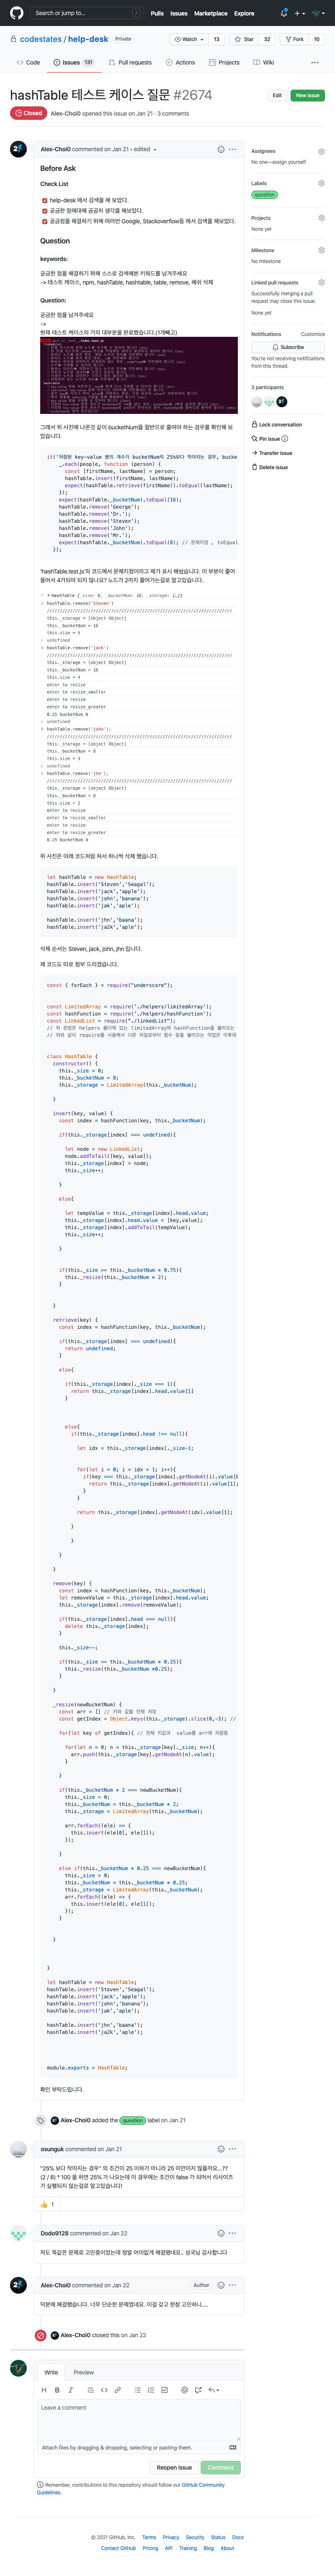 Search or jump to...
/
Pulls Issues Marketplace Explore
codestates / help-desk Private
Watch 13
Star 32
Fork 10
Code
Issues 131
Pull requests
Actions
Projects
Wiki
hashTable 테스트 케이스 질문 #2674
Edit
New issue
Closed
Alex-Choi0 opened this issue on Jan 21 · 3 comments
Alex-Choi0 commented on Jan 21 • edited
Before Ask
Check List
help-desk 에서 검색을 해 보았다.
궁금한 점에대해 곰곰히 생각를 해보았다.
궁금점을 해결하기 위해 어러번 Google, Stackoverflow등 에서 검색을 해보았다.
Question
keywords:
궁금한 점을 해결하기 위해 스스로 검색해본 키워드를 남겨주세요
-> 테스트 케이스, npm, hashTable, hashtable, table, remove, 해쉬 삭제
Question:
궁금한 점을 남겨주세요
->
현재 테스트 케이스의 거의 대부분을 완료했습니다.(1개빼고)
그래서 위 사진에 나온것 같이 bucketNum을 절반으로 줄여야 하는 경우를 확인해 보
았습니다.
it('저장된 key-value 쌍의 개수가 bucketNum의 25%보다 작아지는 경우, bucke
_.each(people, function (person) {
const [firstName, lastName] = person;
hashTable.insert(firstName, lastName);
expect(hashTable.retrieve(firstName)).toEqual(lastName);
});
expect(hashTable._bucketNum).toEqual(16);
hashTable.remove('George');
hashTable.remove('Dr.');
hashTable.remove('Steven');
hashTable.remove('John');
hashTable.remove('Mr.');
expect(hashTable._bucketNum).toEqual(8); // 문제지점 , toEqual
});
'hashTable.test.js'의 코드에서 문제지점이라고 제가 표시 해놨습니다. 이 부분이 줄어
들어서 4가되야 되지 않나요? 노드가 2까지 줄어가는걸로 알고있습니다.
HashTable {_size: 6, _bucketNum: 16, _storage: {…}}
hashTable.remove('Steven')
//////////////////////////////////////////////////////////////////////
this._storage = [object Object]
this._bucketNum = 16
this.size = 5
undefined
hashTable.remove('jack')
//////////////////////////////////////////////////////////////////////
this._storage = [object Object]
this._bucketNum = 16
this.size = 4
enter to resize
enter to resize_smaller
enter to resize
enter to resize_greater
0.25 bucketNum 8
undefined
hashTable.remove('john');
//////////////////////////////////////////////////////////////////////
this._storage = [object Object]
this._bucketNum = 8
this.size = 3
undefined
hashTable.remove('jhn');
//////////////////////////////////////////////////////////////////////
this._storage = [object Object]
this._bucketNum = 8
this.size = 2
enter to resize
enter to resize_smaller
enter to resize
enter to resize_greater
0.25 bucketNum 4
위 사진은 아래 코드처럼 쳐서 하나씩 삭제 했습니다.
let hashTable = new HashTable;
hashTable.insert('Steven','Seagal');
hashTable.insert('jack','apple');
hashTable.insert('john','banana');
hashTable.insert('jak','aple');
hashTable.insert('jhn','baana');
hashTable.insert('ja2k','aple');
삭제 순서는 Steven, jack, john, jhn 입니다.
제 코드도 따로 첨부 드리겠습니다.
const { forEach } = require("underscore");
const LimitedArray = require('./helpers/limitedArray');
const hashFunction = require('./helpers/hashFunction');
const LinkedList = require("./linkedList");
// 위 문법은 helpers 폴더에 있는 limitedArray와 hashFunction을 불러오는
// 위와 같이 require를 사용해서 다른 파일로부터 함수 등을 불러오는 작업은 이후에
class HashTable {
constructor() {
this._size = 0;
this._bucketNum = 8;
this._storage = LimitedArray(this._bucketNum);
}
insert(key, value) {
const index = hashFunction(key, this._bucketNum);
if(this._storage[index] === undefined){
let node = new LinkedList;
node.addToTail([key, value]);
this._storage[index] = node;
this._size++;
}
else{
let tempValue = this._storage[index].head.value;
this._storage[index].head.value = [key,value];
this._storage[index].addToTail(tempValue);
this._size++;
}
if(this._size >= this._bucketNum * 0.75){
this._resize(this._bucketNum * 2);
}
}
retrieve(key) {
const index = hashFunction(key, this._bucketNum);
if(this._storage[index] === undefined){
return undefined;
}
else{
if(this._storage[index]._size === 1){
return this._storage[index].head.value[1]
}
else{
if(this._storage[index].head !== null){
let idx = this._storage[index]._size-1;
for(let i = 0; i < idx + 1; i++){
if(key === this._storage[index].getNodeAt(i).value[0
return this._storage[index].getNodeAt(i).value[1];
}
}
return this._storage[index].getNodeAt(idx).value[1];
}
}
}
}
remove(key) {
const index = hashFunction(key, this._bucketNum);
let removeValue = this._storage[index].head.value;
this._storage[index].remove(removeValue);
if(this._storage[index].head === null){
delete this._storage[index];
}
this._size--;
if(this._size <= this._bucketNum * 0.25){
this._resize(this._bucketNum *0.25);
}
}
_resize(newBucketNum) {
const arr = [] // 키와 값을 전체 저장
const getIndex = Object.keys(this._storage).slice(0,-3); //
for(let key of getIndex){ // 전체 키값과 value를 arr에 저장함
for(let n = 0; n < this._storage[key]._size; n++){
arr.push(this._storage[key].getNodeAt(n).value);
}
}
if(this._bucketNum * 2 === newBucketNum){
this._size = 0;
this._bucketNum = this._bucketNum * 2;
this._storage = LimitedArray(this._bucketNum);
arr.forEach((ele) => {
this.insert(ele[0], ele[1]);
});
}
else if(this._bucketNum * 0.25 === newBucketNum){
this._size = 0;
this._bucketNum = this._bucketNum * 0.25;
this._storage = LimitedArray(this._bucketNum);
arr.forEach((ele) => {
this.insert(ele[0], ele[1]);
});
}
}
}
let hashTable = new HashTable;
hashTable.insert('Steven','Seagal');
hashTable.insert('jack','apple');
hashTable.insert('john','banana');
hashTable.insert('jak','aple');
hashTable.insert('jhn','baana');
hashTable.insert('ja2k','aple');
module.exports = HashTable;
확인 부탁드립니다.
Alex-Choi0 added the question label on Jan 21
osunguk commented on Jan 21
"25% 보다 작아지는 경우" 의 조건이 25 이하가 아니라 25 미만이지 않을까요...??
(2 / 8) * 100 을 하면 25% 가 나오는데 이 경우에는 조건이 false 가 되어서 리사이즈
가 실행되지 않는걸로 알고있습니다!
👍 1
Dodo9128 commented on Jan 22
저도 똑같은 문제로 고민중이었는데 정말 어이없게 해결됐네요.. 성국님 감사합니다
Alex-Choi0 commented on Jan 22
Author
덕분에 해결했습니다. 너무 단순한 문제였네요. 이걸 갖고 한참 고민하니....
Alex-Choi0 closed this on Jan 22
Write Preview
Leave a comment
Attach files by dragging & dropping, selecting or pasting them.
Reopen issue
Comment
Remember, contributions to this repository should follow our GitHub Community
Guidelines.
Assignees
No one—assign yourself
Labels
question
Projects
None yet
Milestone
No milestone
Linked pull requests
Successfully merging a pull
request may close this issue.
None yet
Notifications Customize
Subscribe
You're not receiving notifications
from this thread.
3 participants
Lock conversation
Pin issue
Transfer issue
Delete issue
© 2021 GitHub, Inc. Terms Privacy Security Status Docs
Contact GitHub Pricing API Training Blog About